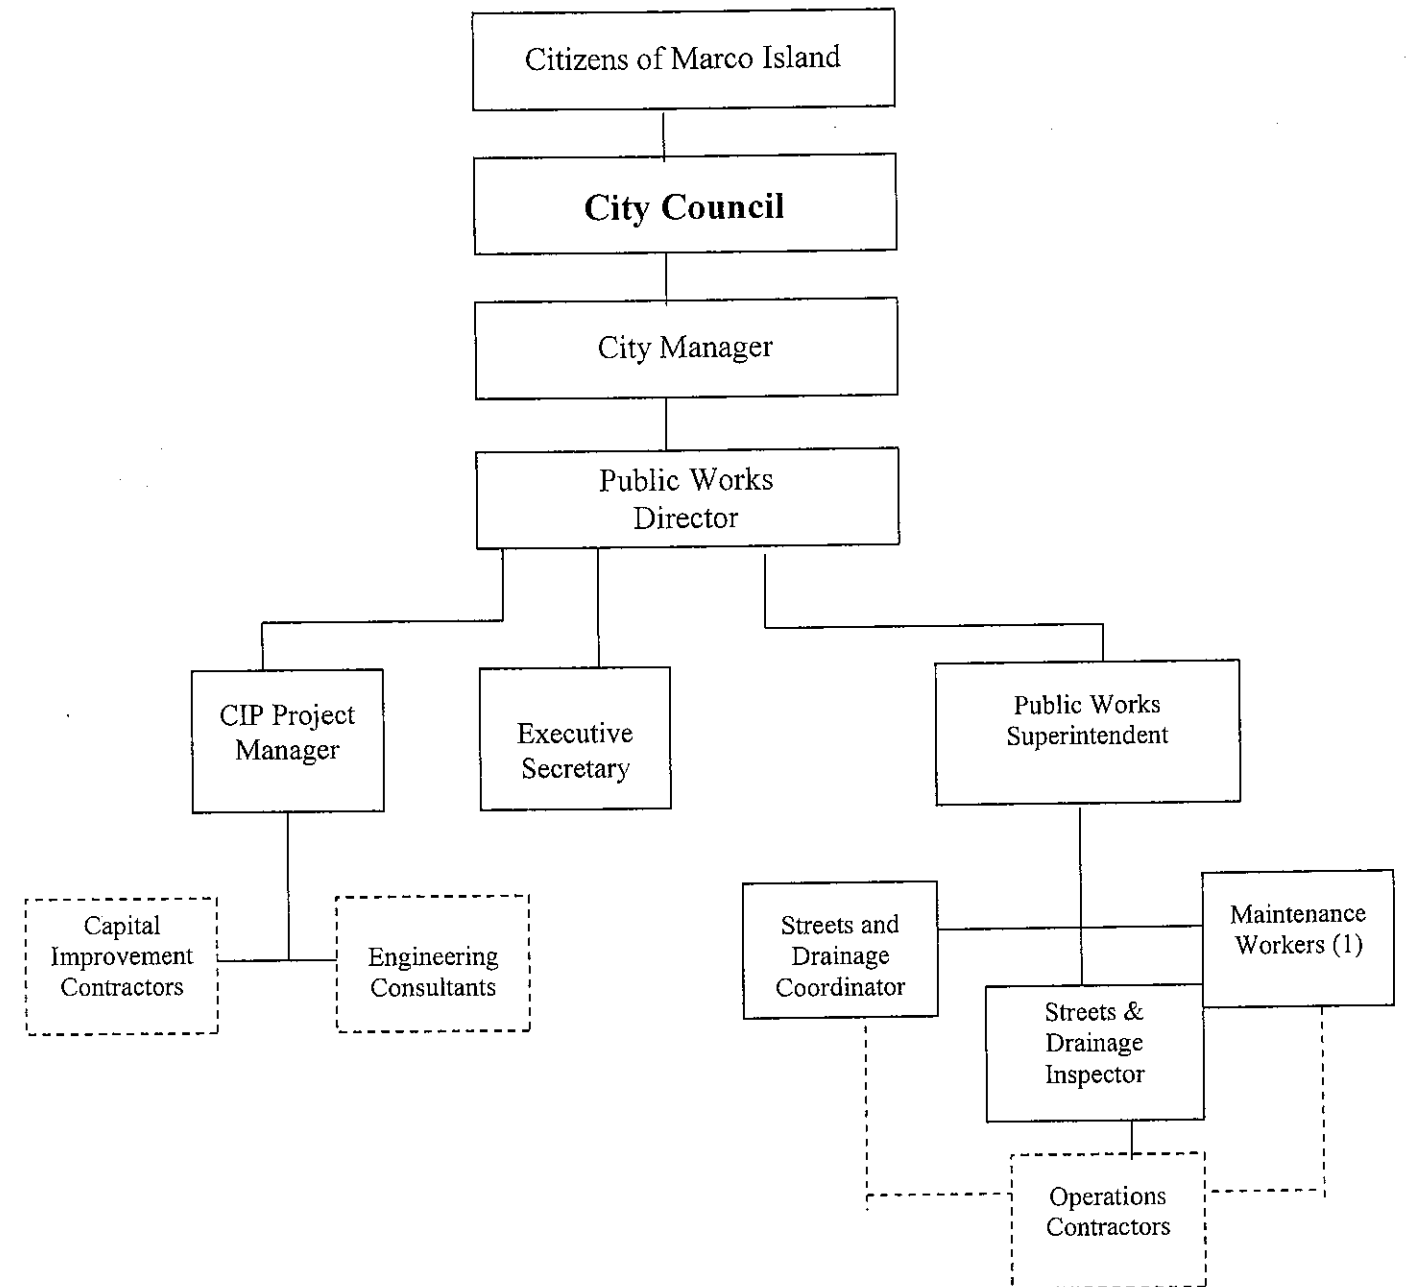 Citizens of Marco Island
City Council
City Manager
Public Works
Director
CIP Project
Manager
Executive
Secretary
Public Works
Superintendent
Capital
Improvement
Contractors
Engineering
Consultants
Streets and
Drainage
Coordinator
Maintenance
Workers (1)
Streets &
Drainage
Inspector
Operations
Contractors